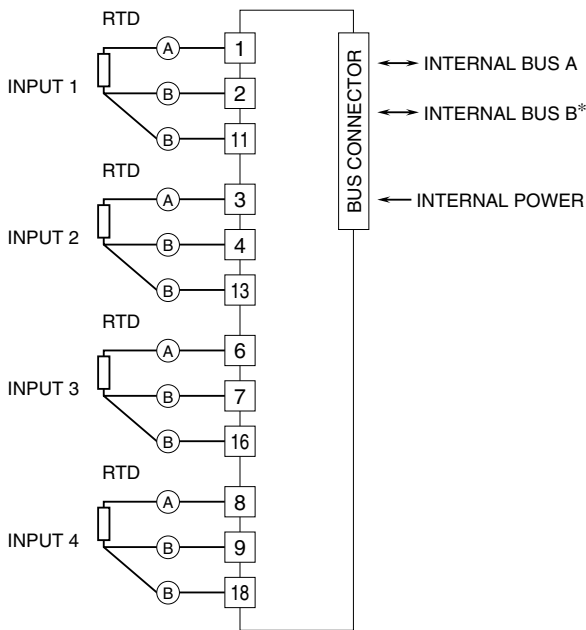 RTD
INPUT 1
A
1
B
2
B
11
RTD
INPUT 2
A
3
B
4
B
13
RTD
INPUT 3
A
6
B
7
B
16
RTD
INPUT 4
A
8
B
9
B
18
BUS CONNECTOR
INTERNAL BUS A
INTERNAL BUS B*
INTERNAL POWER